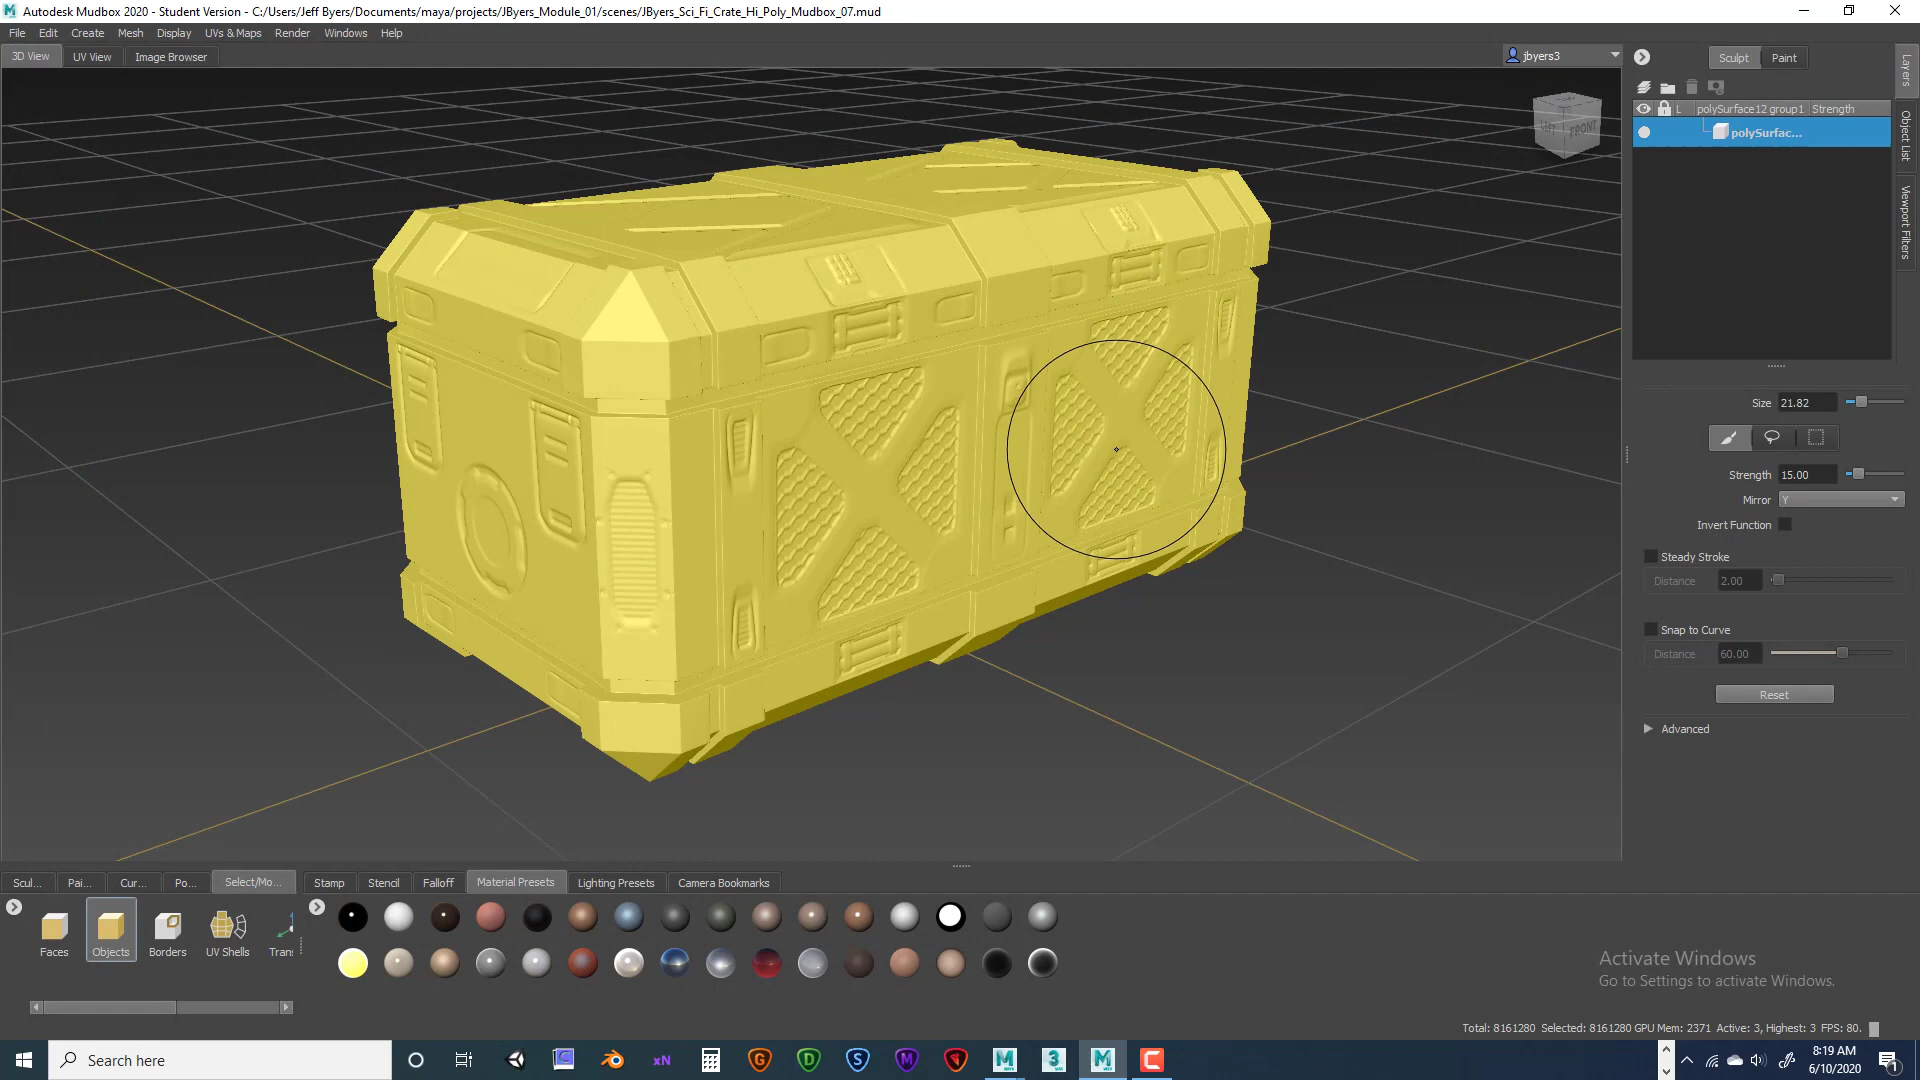 Autodesk Mudbox 2020 - Student Version - C:/Users/Jeff Byers/Documents/maya/projects/JByers_Module_01/scenes/JByers_Sci_Fi_Crate_Hi_Poly_Mudbox_07.mud
File Edit Create Mesh Display UVs & Maps Render Windows Help
3D View UV View Image Browser jbyers3 Sculpt Paint
Layers
L polySurface12 group1 Strength
polySurfac...
Object List
Viewport Filters
FRONT
Size 21.82
Strength 15.00
Mirror Y
Invert Function
Steady Stroke
Distance 2.00
Snap to Curve
Distance 60.00
Reset
Advanced
Scul... Pai... Cur... Po... Select/Mo... Stamp Stencil Falloff Material Presets Lighting Presets Camera Bookmarks
Faces Objects Borders UV Shells Tran
Activate Windows
Go to Settings to activate Windows.
Total: 8161280 Selected: 8161280 GPU Mem: 2371 Active: 3, Highest: 3 FPS: 80.
Search here
8:19 AM
6/10/2020